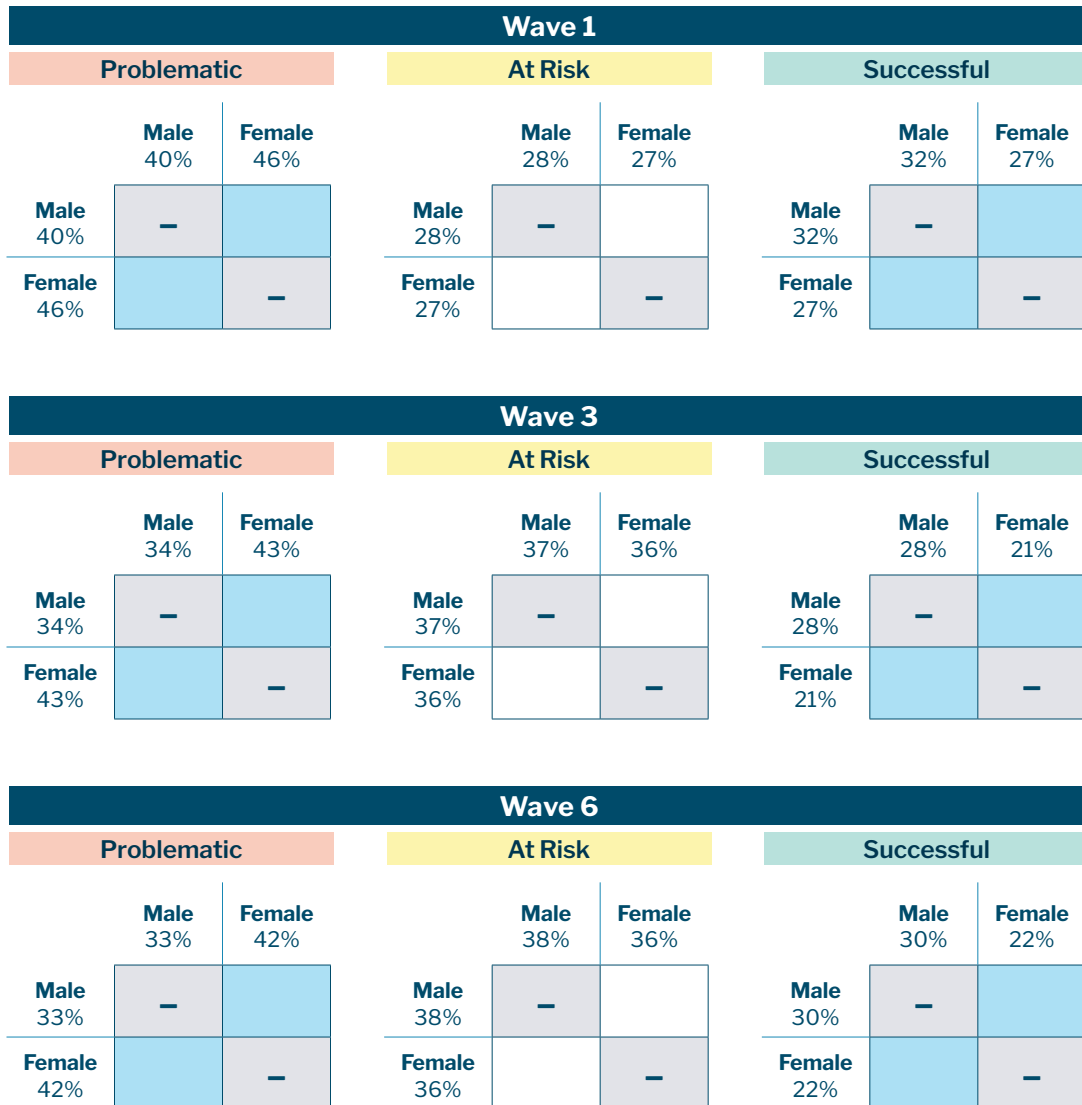 Wave 1
Problematic
At Risk
Successful
Male Female
40% 46%
Male –
40%
Female –
46%
Male Female
28% 27%
Male –
28%
Female –
27%
Male Female
32% 27%
Male –
32%
Female –
27%
Wave 3
Problematic
At Risk
Successful
Male Female
34% 43%
Male –
34%
Female –
43%
Male Female
37% 36%
Male –
37%
Female –
36%
Male Female
28% 21%
Male –
28%
Female –
21%
Wave 6
Problematic
At Risk
Successful
Male Female
33% 42%
Male –
33%
Female –
42%
Male Female
38% 36%
Male –
38%
Female –
36%
Male Female
30% 22%
Male –
30%
Female –
22%